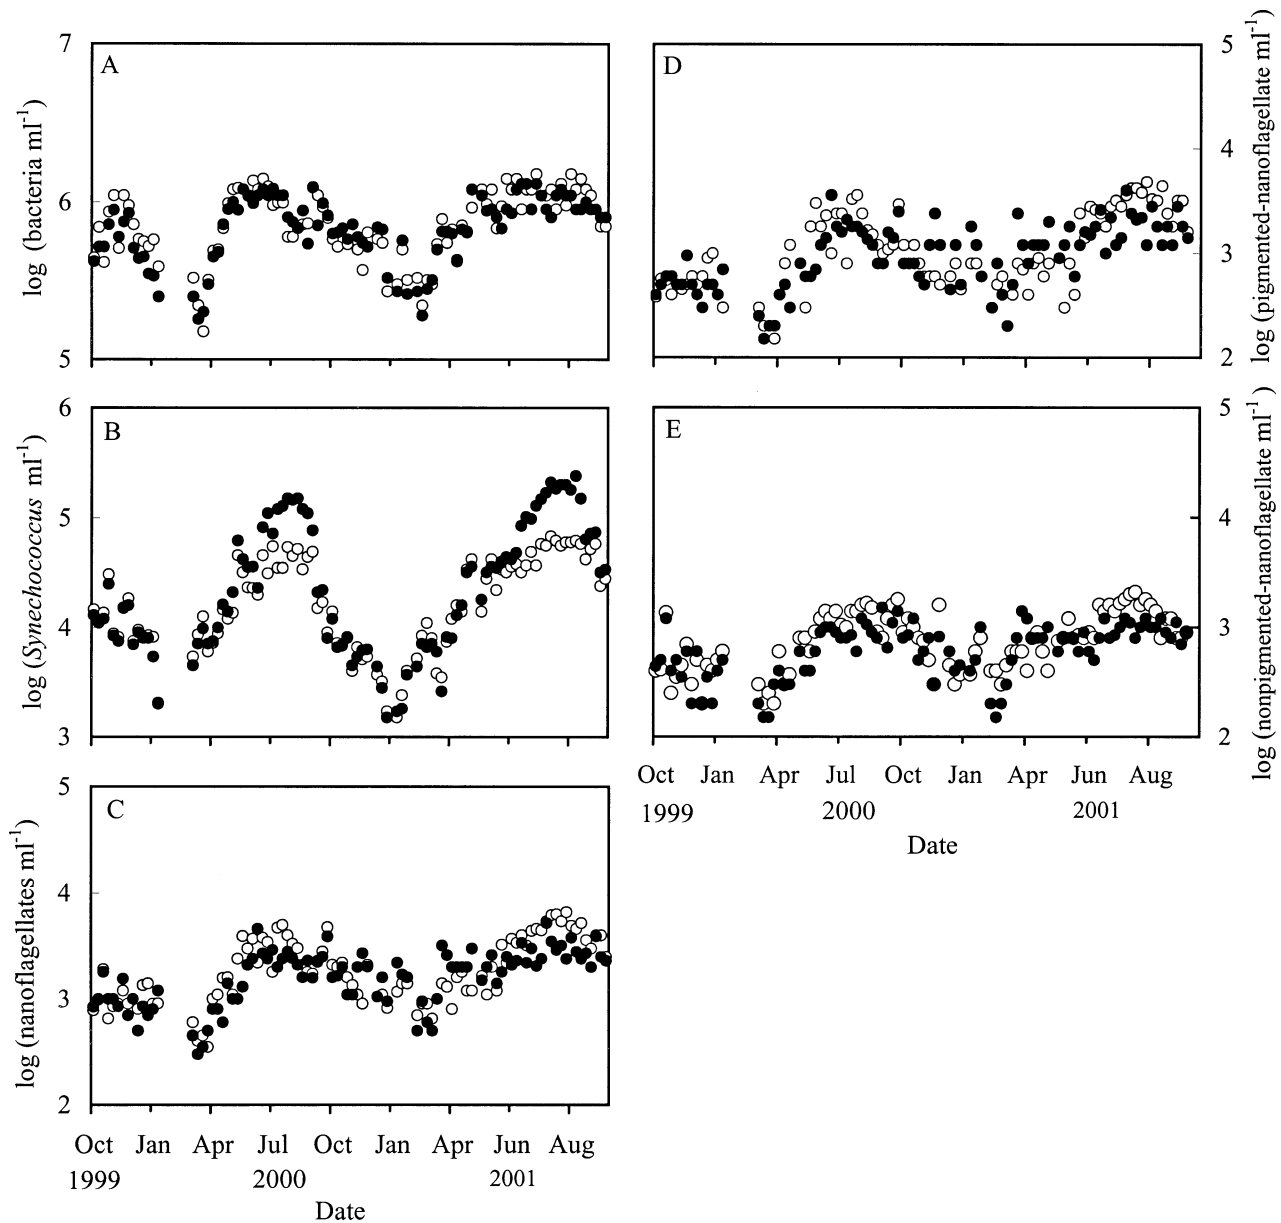 7
A
6
5
log (bacteria ml⁻¹)
D
5
4
3
2
log (pigmented-nanoflagellate ml⁻¹)
6
B
5
4
3
log (Synechococcus ml⁻¹)
E
5
4
3
2
log (nonpigmented-nanoflagellate ml⁻¹)
Oct Jan Apr Jul Oct Jan Apr Jun Aug
1999 2000 2001
Date
5
C
4
3
2
log (nanoflagellates ml⁻¹)
Oct Jan Apr Jul Oct Jan Apr Jun Aug
1999 2000 2001
Date